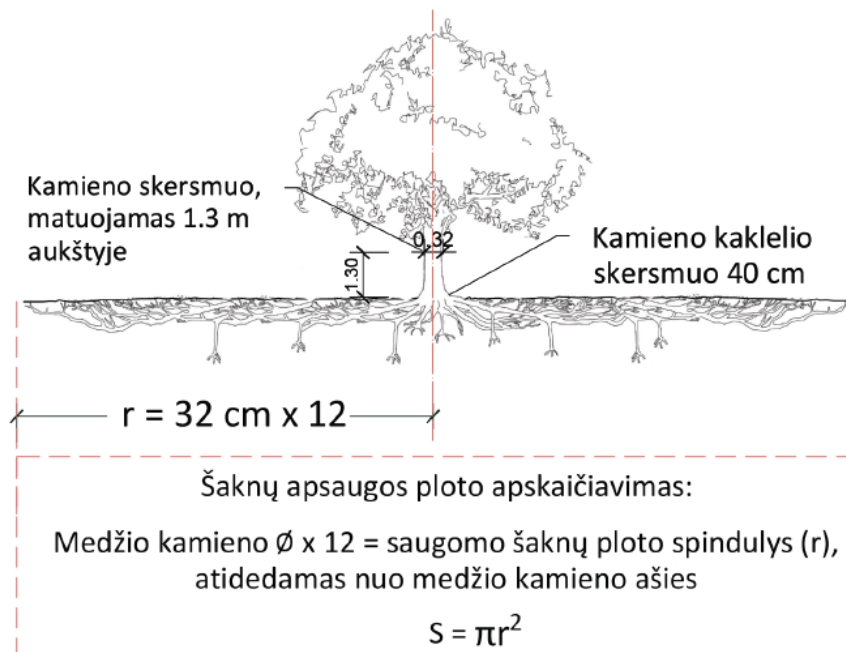 Kamieno skersmuo,
matuojamas 1.3 m
aukštyje
0,32
1.30
Kamieno kaklelio
skersmuo 40 cm
r = 32 cm x 12
Šaknų apsaugos ploto apskaičiavimas:
Medžio kamieno Ø x 12 = saugomo šaknų ploto spindulys (r),
atidedamas nuo medžio kamieno ašies
S = πr²